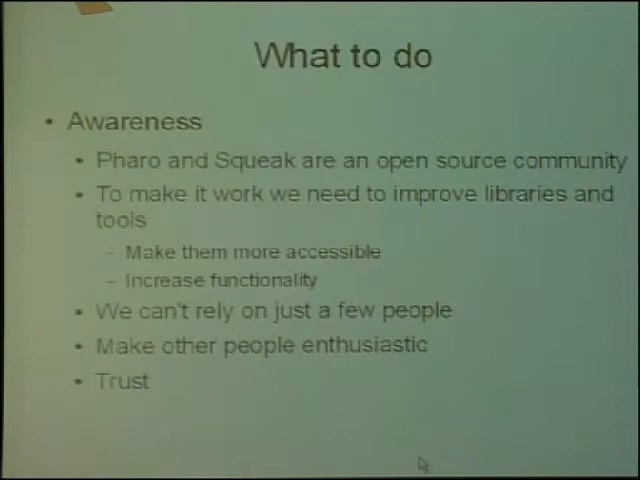 What to do
• Awareness
• Pharo and Squeak are an open source community
• To make it work we need to improve libraries and
tools
– Make them more accessible
– Increase functionality
• We can't rely on just a few people
• Make other people enthusiastic
• Trust